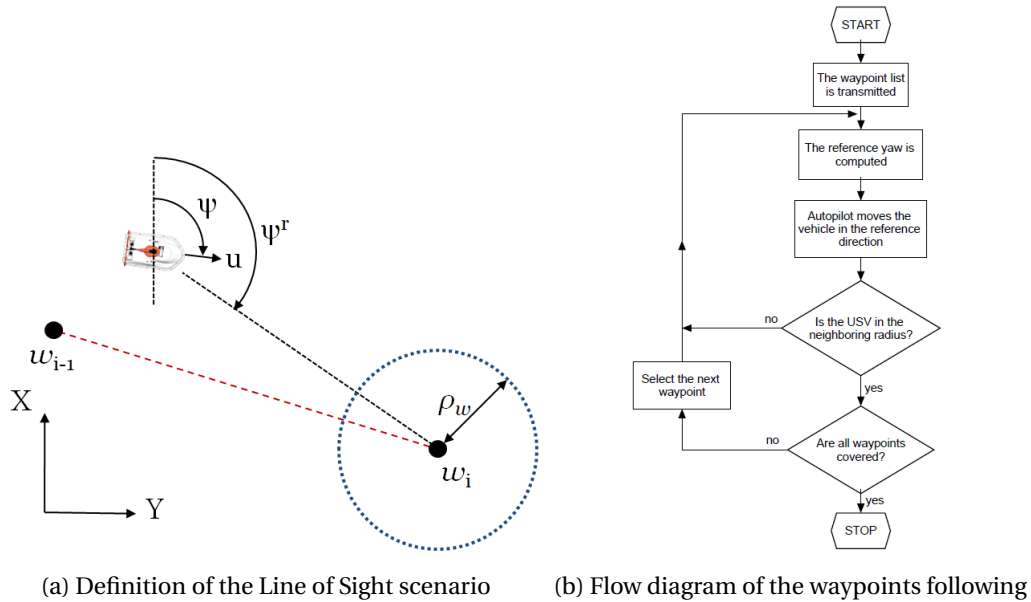 ψ
ψʳ
u
wᵢ₋₁
ρ_w
wᵢ
X
Y
(a) Definition of the Line of Sight scenario
START
The waypoint list
is transmitted
The reference yaw is
computed
Autopilot moves the
vehicle in the reference
direction
no
Is the USV in the
neighboring radius?
Select the next
waypoint
yes
no
Are all waypoints
covered?
yes
STOP
(b) Flow diagram of the waypoints following